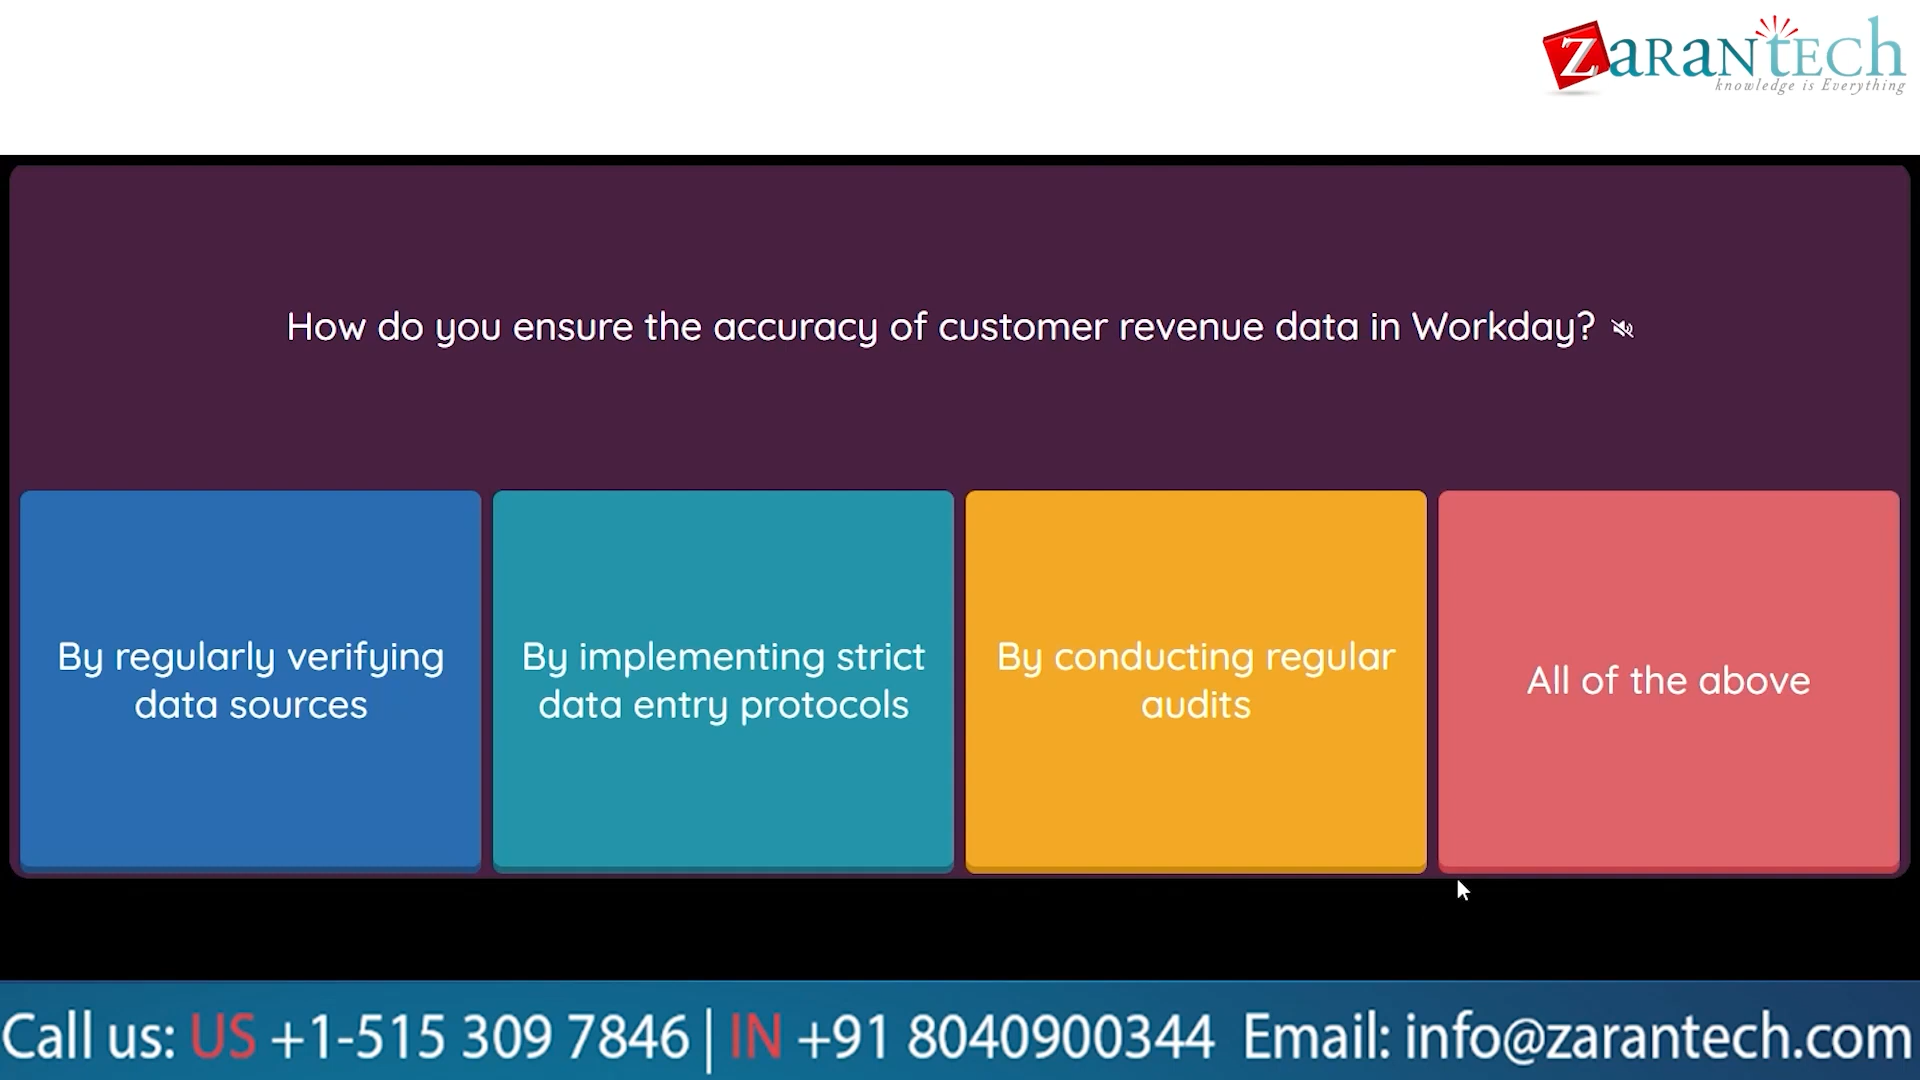 ZARANTECH
knowledge is Everything
How do you ensure the accuracy of customer revenue data in Workday?
By regularly verifying
data sources
By implementing strict
data entry protocols
By conducting regular
audits
All of the above
Call us: US +1-515 309 7846 | IN +91 8040900344 Email: info@zarantech.com